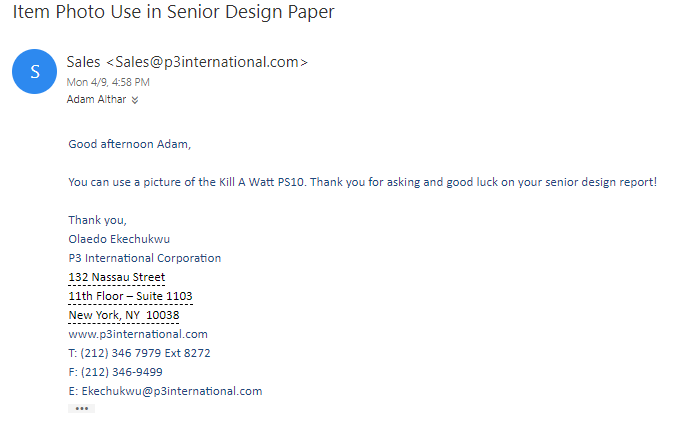 Item Photo Use in Senior Design Paper
S
Sales <Sales@p3international.com>
Mon 4/9, 4:58 PM
Adam Althar
Good afternoon Adam,
You can use a picture of the Kill A Watt PS10. Thank you for asking and good luck on your senior design report!
Thank you,
Olaedo Ekechukwu
P3 International Corporation
132 Nassau Street
11th Floor – Suite 1103
New York, NY  10038
www.p3international.com
T: (212) 346 7979 Ext 8272
F: (212) 346-9499
E: Ekechukwu@p3international.com